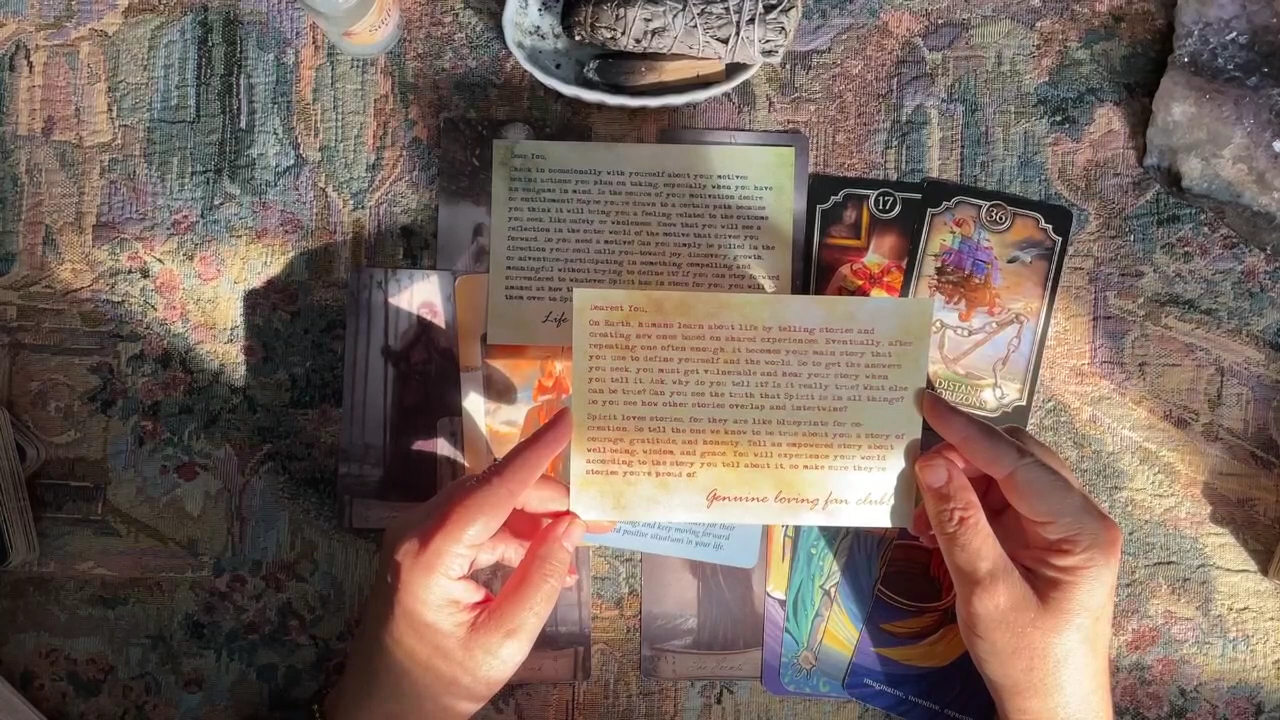 Dear You,
Check in occasionally with yourself about your motives
behind actions you plan on taking, especially when you have
an endgame in mind. Is the source of your motivation desire
or entitlement? Maybe you're drawn to a certain path because
you think it will bring you a feeling related to the outcome
you seek, like safety or wholeness. Know that you will see a
reflection in the outer world of the motive that drives you
forward. Do you need a motive? Can you simply be pulled in the
direction your soul calls you—toward joy, discovery, growth,
or adventure—participating in something compelling and
meaningful without trying to define it? If you can step forward
surrendered to whatever Spirit has in store for you, you will be
amazed at how
them over to Spi
Life
17
36
DISTANT
HORIZONS
Dearest You,
On Earth, humans learn about life by telling stories and
creating new ones based on shared experiences. Eventually, after
repeating one often enough, it becomes your main story that
you use to define yourself and the world. So to get the answers
you seek, you must get vulnerable and hear your story when
you tell it. Ask, why do you tell it? Is it really true? What else
can be true? Can you see the truth that Spirit is in all things?
Do you see how other stories overlap and intertwine?
Spirit loves stories, for they are like blueprints for co-
creation. So tell the one we know to be true about you: a story of
courage, gratitude, and honesty. Tell an empowered story about
well-being, wisdom, and grace. You will experience your world
according to the story you tell about it, so make sure they're
stories you're proud of.
Genuine loving fan club!
for their
and keep moving forward
positive situations in your life.
imaginative, inventive,